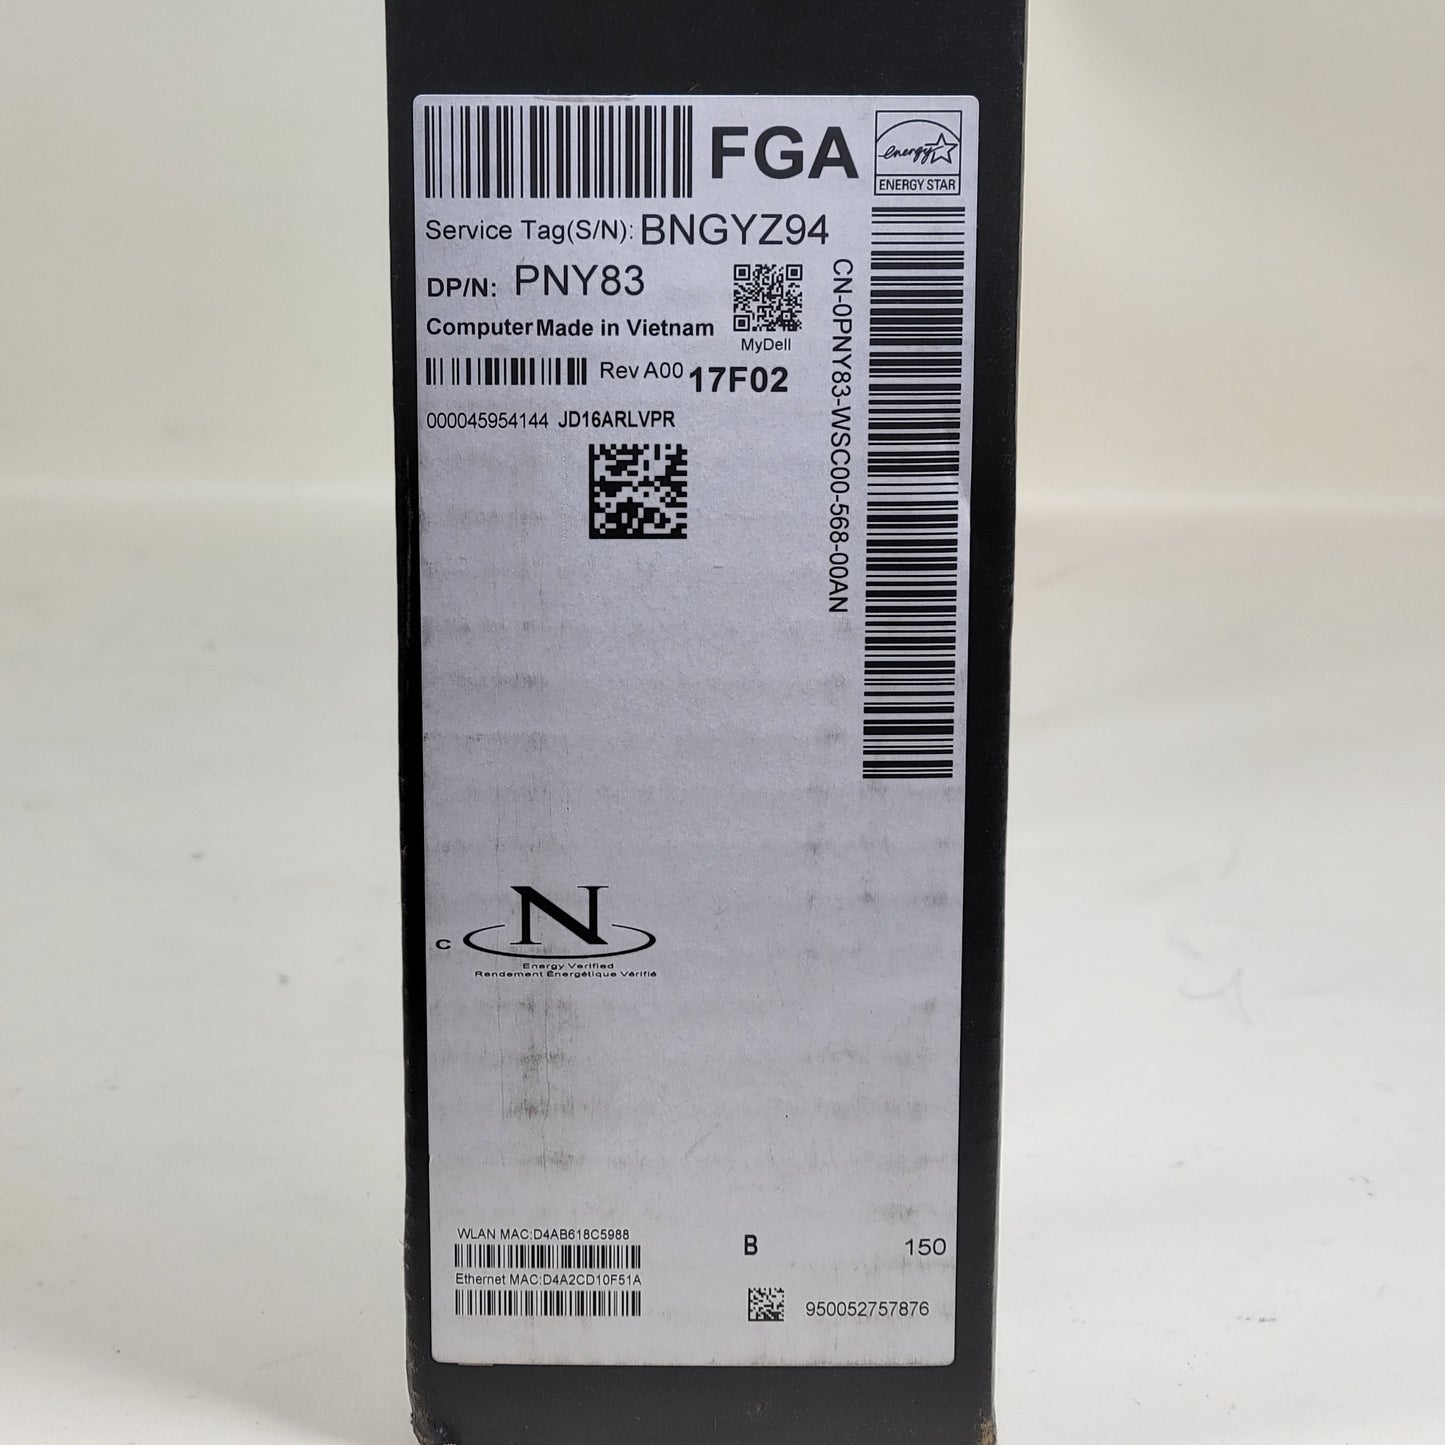 FGA
energy
ENERGY STAR
Service Tag(S/N): BNGYZ94
DP/N: PNY83
Computer Made in Vietnam
MyDell
Rev A00 17F02
000045954144 JD16ARLVPR
CN-0PNY83-WSC00-568-00AN
C N
Energy Verified
Rendement Énergétique Vérifié
WLAN MAC:D4AB618C5988
Ethernet MAC:D4A2CD10F51A
B 150
950052757876